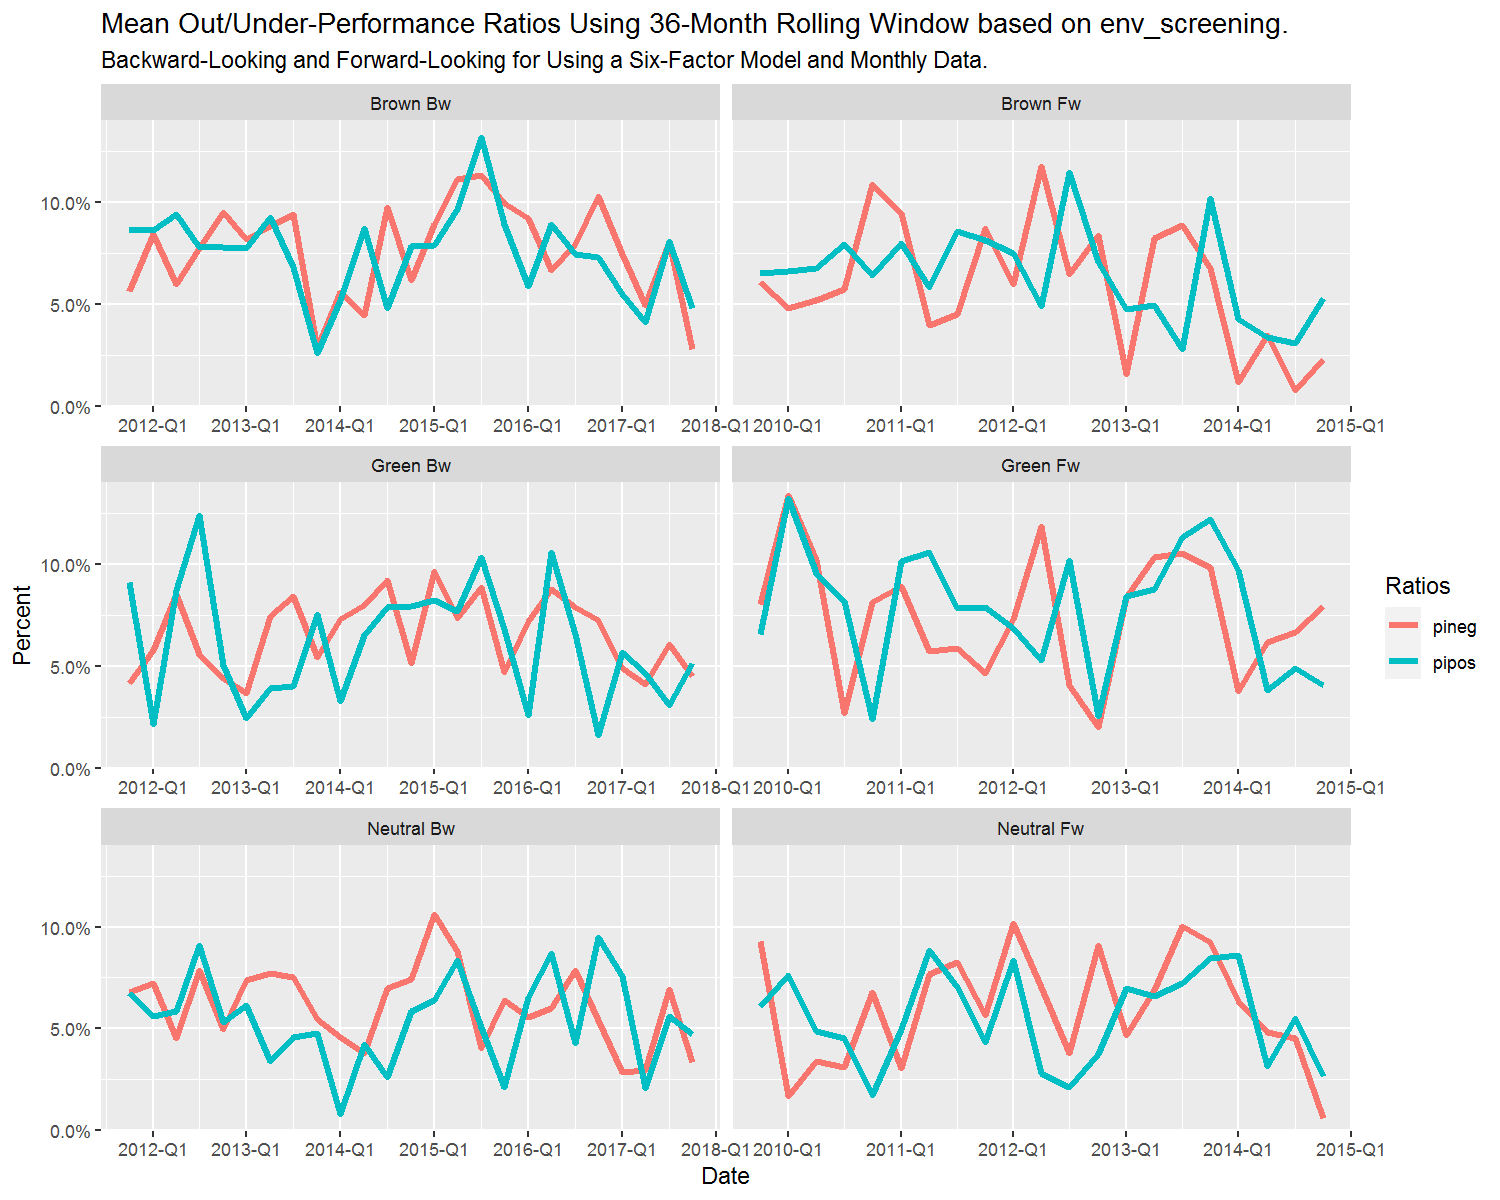 Mean Out/Under-Performance Ratios Using 36-Month Rolling Window based on env_screening.
Backward-Looking and Forward-Looking for Using a Six-Factor Model and Monthly Data.
Brown Bw
Brown Fw
10.0%
5.0%
0.0%
2012-Q1 2013-Q1 2014-Q1 2015-Q1 2016-Q1 2017-Q1 2018-Q1
2010-Q1 2011-Q1 2012-Q1 2013-Q1 2014-Q1 2015-Q1
Green Bw
Green Fw
10.0%
5.0%
0.0%
2012-Q1 2013-Q1 2014-Q1 2015-Q1 2016-Q1 2017-Q1 2018-Q1
2010-Q1 2011-Q1 2012-Q1 2013-Q1 2014-Q1 2015-Q1
Neutral Bw
Neutral Fw
10.0%
5.0%
0.0%
2012-Q1 2013-Q1 2014-Q1 2015-Q1 2016-Q1 2017-Q1 2018-Q1
2010-Q1 2011-Q1 2012-Q1 2013-Q1 2014-Q1 2015-Q1
Percent
Date
Ratios
pineg
pipos